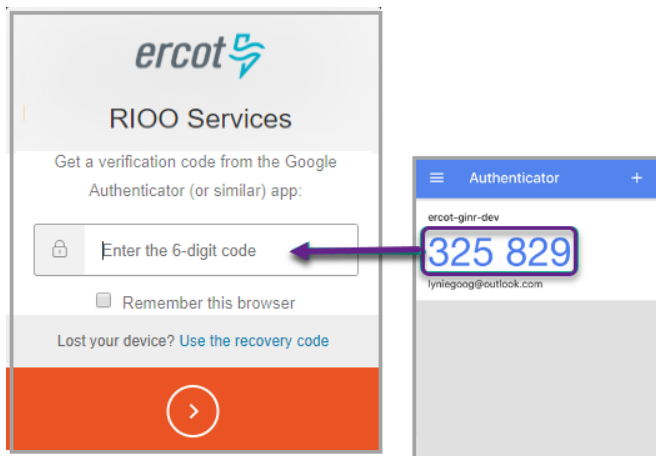 ercot
RIOO Services
Get a verification code from the Google
Authenticator (or similar) app:
Enter the 6-digit code
Remember this browser
Lost your device? Use the recovery code
Authenticator
ercot-ginr-dev
325 829
lyniegoog@outlook.com